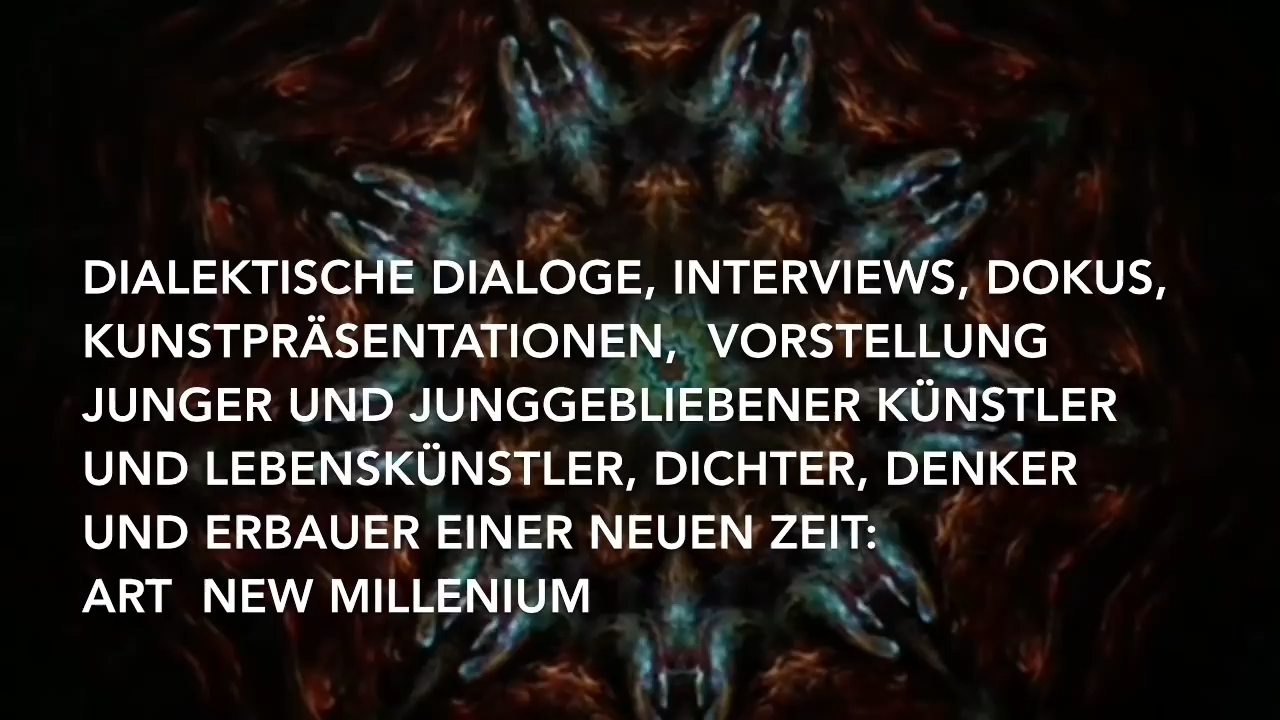 DIALEKTISCHE DIALOGE, INTERVIEWS, DOKUS,
KUNSTPRÄSENTATIONEN,  VORSTELLUNG
JUNGER UND JUNGGEBLIEBENER KÜNSTLER
UND LEBENSKÜNSTLER, DICHTER, DENKER
UND ERBAUER EINER NEUEN ZEIT:
ART  NEW MILLENIUM